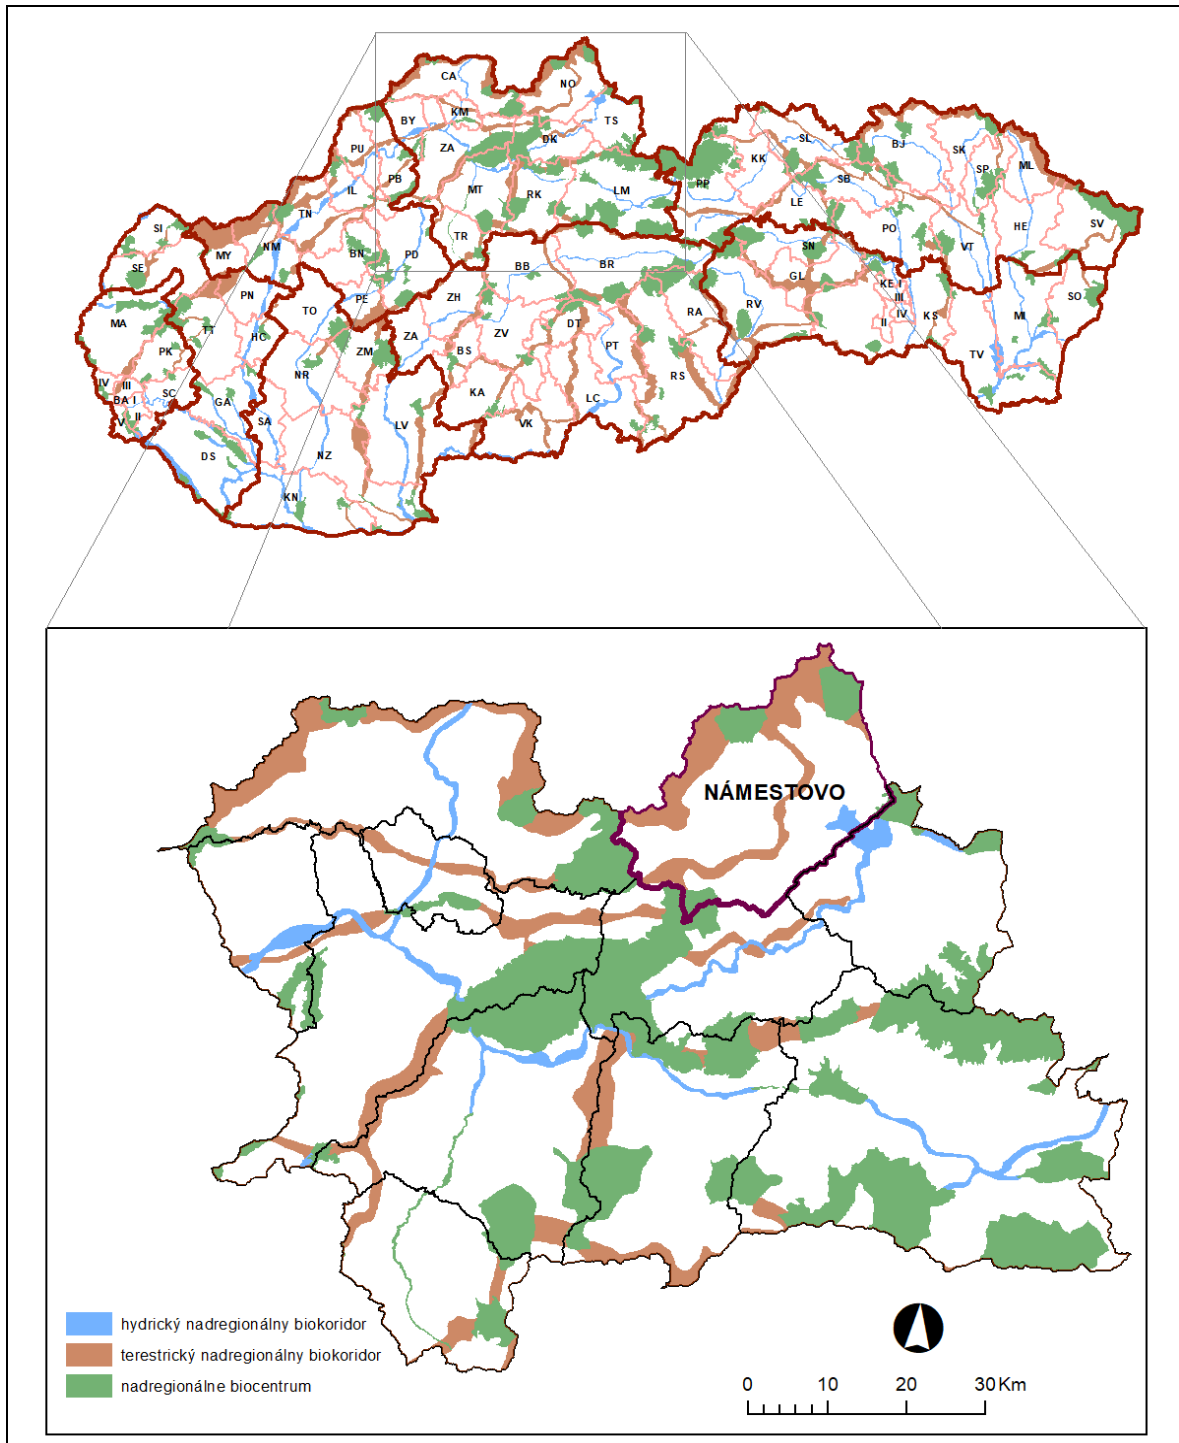 CA
NO
BY
KM
TS
PU
ZA
DK
KK
SL
BJ
SK
SP
ML
PB
IL
MT
RK
LM
PP
LE
SB
TN
SI
TR
PO
HE
SV
VT
MY
NM
BN
PD
SN
SE
BB
BR
GL
PN
PE
ZH
KE I
III
IV
II
KS
SO
MA
TO
RV
RA
MI
TT
HC
ZM
ZA
BS
ZV
DT
PT
TV
PK
NR
RS
IV
III
BA I
SC
GA
KA
LC
V
II
SA
LV
VK
DS
NZ
KN
NÁMESTOVO
hydrický nadregionálny biokoridor
terestrický nadregionálny biokoridor
nadregionálne biocentrum
0 10 20 30 Km